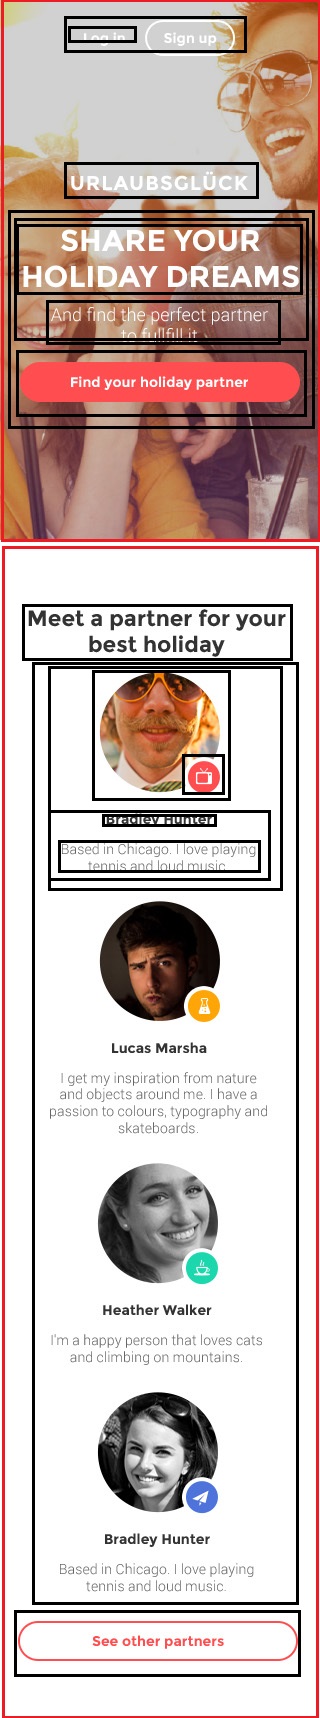 Log in
Sign up
URLAUBSGLÜCK
SHARE YOUR
HOLIDAY DREAMS
And find the perfect partner
to fullfill it
Find your holiday partner
Meet a partner for your
best holiday
Bradley Hunter
Based in Chicago. I love playing
tennis and loud music.
Lucas Marsha
I get my inspiration from nature
and objects around me. I have a
passion to colours, typography and
skateboards.
Heather Walker
I'm a happy person that loves cats
and climbing on mountains.
Bradley Hunter
Based in Chicago. I love playing
tennis and loud music.
See other partners